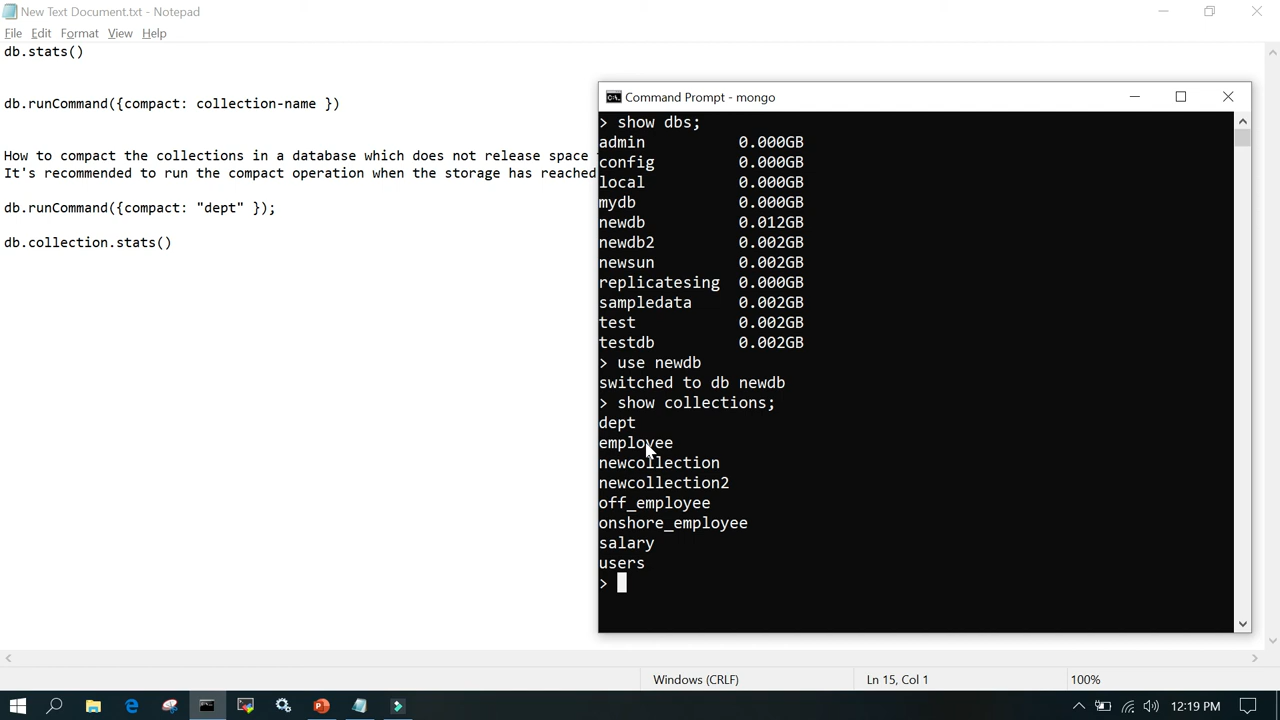 New Text Document.txt - Notepad
File Edit Format View Help
db.stats()
db.runCommand({compact: collection-name })
How to compact the collections in a database which does not release space
It's recommended to run the compact operation when the storage has reached
db.runCommand({compact: "dept" });
db.collection.stats()
Command Prompt - mongo
> show dbs;
admin 0.000GB
config 0.000GB
local 0.000GB
mydb 0.000GB
newdb 0.012GB
newdb2 0.002GB
newsun 0.002GB
replicatesing 0.000GB
sampledata 0.002GB
test 0.002GB
testdb 0.002GB
> use newdb
switched to db newdb
> show collections;
dept
employee
newcollection
newcollection2
off_employee
onshore_employee
salary
users
>
Windows (CRLF) Ln 15, Col 1 100%
12:19 PM